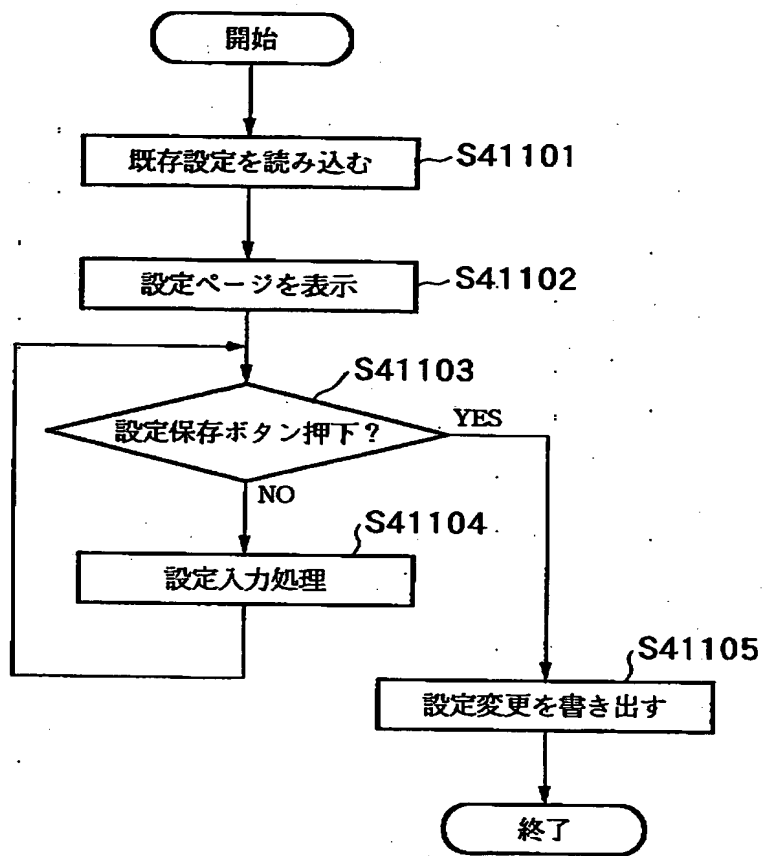 開始
既存設定を読み込む
S41101
設定ページを表示
S41102
S41103
設定保存ボタン押下？
YES
NO
S41104
設定入力処理
S41105
設定変更を書き出す
終了